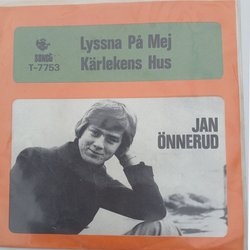 SONET
T-7753
Lyssna På Mej
Kärlekens Hus
JAN
ÖNNERUD